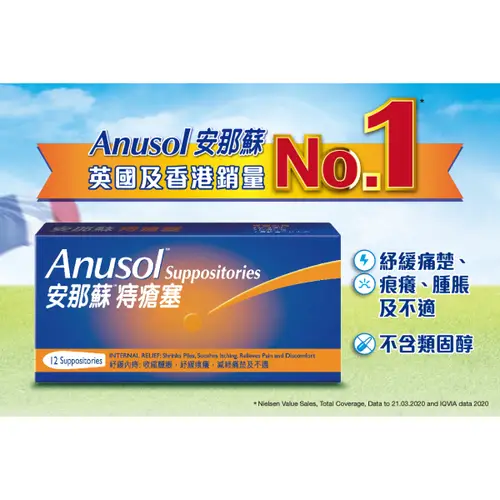 Anusol 安那蘇
英國及香港銷量 No.1*
Anusol™ Suppositories
安那蘇™痔瘡塞
12 Suppositories
INTERNAL RELIEF: Shrinks Piles, Soothes Itching, Relieves Pain and Discomfort
紓緩內痔: 收縮腫脹、紓緩痕癢、減輕痛楚及不適
紓緩痛楚、
痕癢、腫脹
及不適
不含類固醇
* Nielsen Value Sales, Total Coverage, Data to 21.03.2020 and IQVIA data 2020